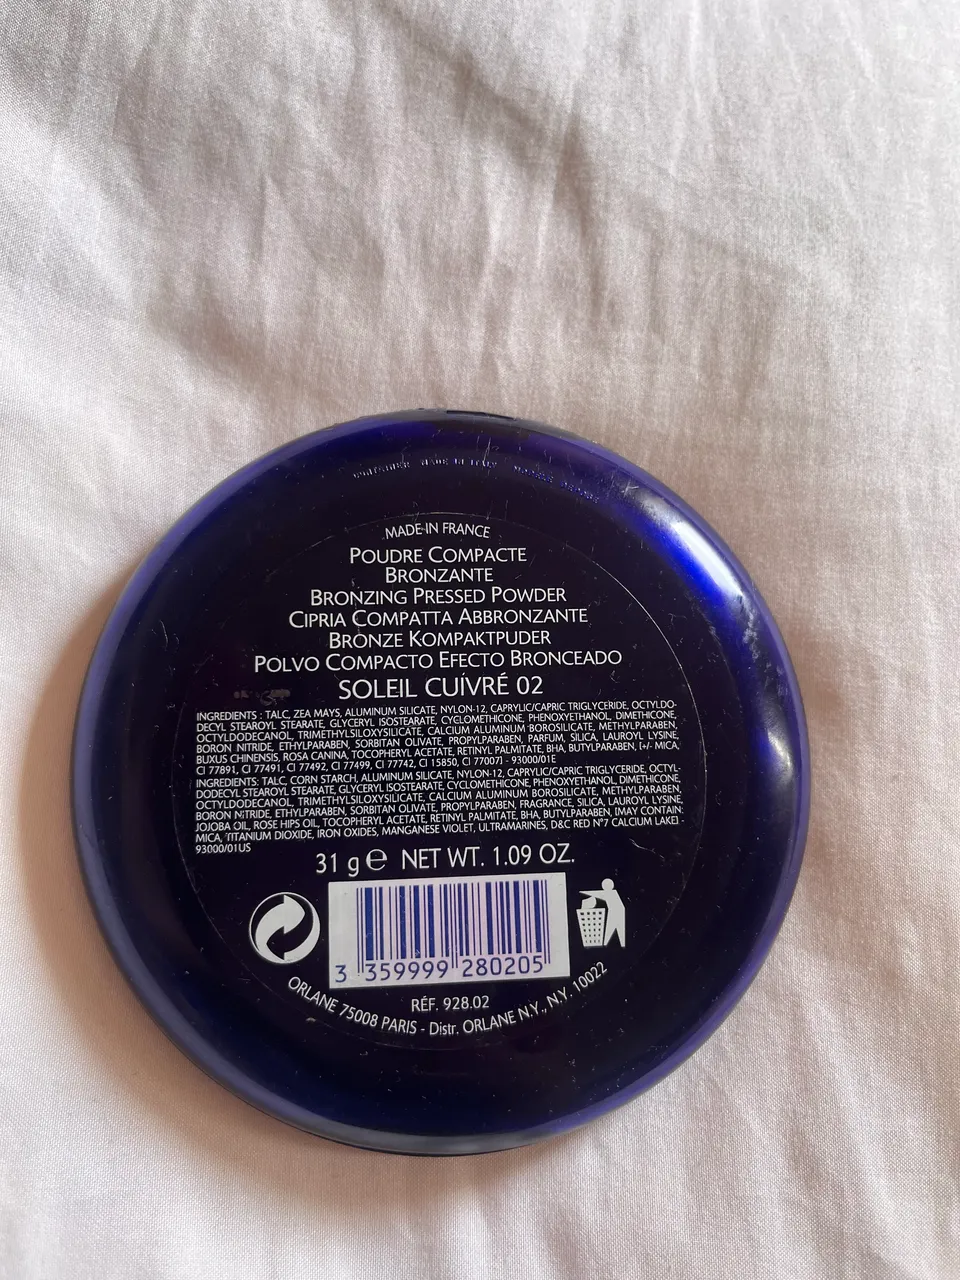 CONTAINER MADE IN ITALY
MADE IN FRANCE
POUDRE COMPACTE
BRONZANTE
BRONZING PRESSED POWDER
CIPRIA COMPATTA ABBRONZANTE
BRONZE KOMPAKTPUDER
POLVO COMPACTO EFECTO BRONCEADO
SOLEIL CUIVRÉ 02
INGREDIENTS : TALC, ZEA MAYS, ALUMINUM SILICATE, NYLON-12, CAPRYLIC/CAPRIC TRIGLYCERIDE, OCTYLDO-
DECYL STEAROYL STEARATE, GLYCERYL ISOSTEARATE, CYCLOMETHICONE, PHENOXYETHANOL, DIMETHICONE,
OCTYLDODECANOL, TRIMETHYLSILOXYSILICATE, CALCIUM ALUMINUM BOROSILICATE, METHYLPARABEN,
BORON NITRIDE, ETHYLPARABEN, SORBITAN OLIVATE, PROPYLPARABEN, PARFUM, SILICA, LAUROYL LYSINE,
BUXUS CHINENSIS, ROSA CANINA, TOCOPHERYL ACETATE, RETINYL PALMITATE, BHA, BUTYLPARABEN, [+/- MICA,
CI 77891, CI 77491, CI 77492, CI 77499, CI 77742, CI 15850, CI 77007] - 93000/01E
INGREDIENTS: TALC, CORN STARCH, ALUMINUM SILICATE, NYLON-12, CAPRYLIC/CAPRIC TRIGLYCERIDE, OCTYL-
DODECYL STEAROYL STEARATE, GLYCERYL ISOSTEARATE, CYCLOMETHICONE, PHENOXYETHANOL, DIMETHICONE,
OCTYLDODECANOL, TRIMETHYLSILOXYSILICATE, CALCIUM ALUMINUM BOROSILICATE, METHYLPARABEN,
BORON NITRIDE, ETHYLPARABEN, SORBITAN OLIVATE, PROPYLPARABEN, FRAGRANCE, SILICA, LAUROYL LYSINE,
JOJOBA OIL, ROSE HIPS OIL, TOCOPHERYL ACETATE, RETINYL PALMITATE, BHA, BUTYLPARABEN, [MAY CONTAIN:
MICA, TITANIUM DIOXIDE, IRON OXIDES, MANGANESE VIOLET, ULTRAMARINES, D&C RED N°7 CALCIUM LAKE] -
93000/01US
31 g e NET WT. 1.09 OZ.
3 359999 280205
RÉF. 928.02
ORLANE 75008 PARIS - Distr. ORLANE N.Y., N.Y. 10022